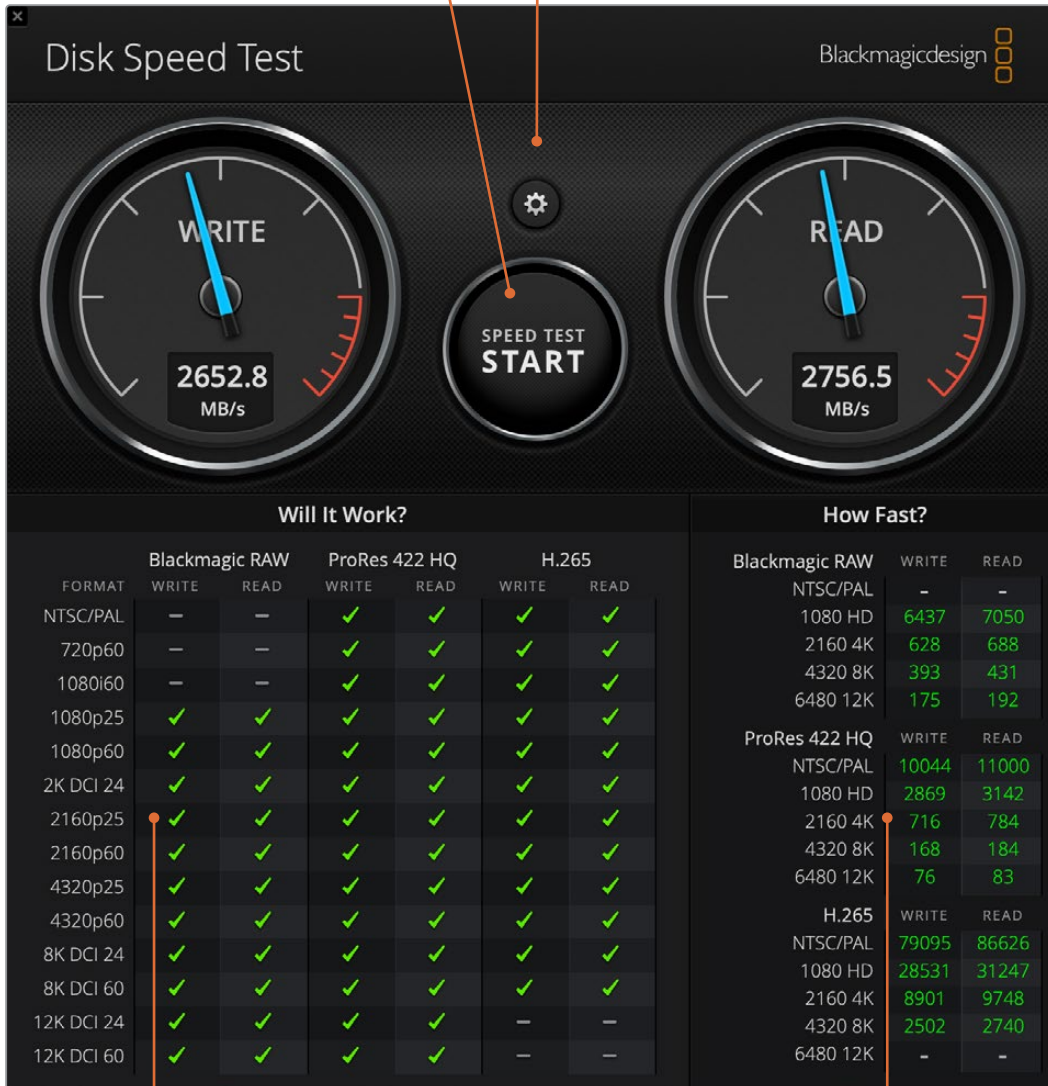 Disk Speed Test
Blackmagicdesign
WRITE
2652.8
MB/s
SPEED TEST
START
READ
2756.5
MB/s
Will It Work?
Blackmagic RAW ProRes 422 HQ H.265
FORMAT WRITE READ WRITE READ WRITE READ
NTSC/PAL – – ✓ ✓ ✓ ✓
720p60 – – ✓ ✓ ✓ ✓
1080i60 – – ✓ ✓ ✓ ✓
1080p25 ✓ ✓ ✓ ✓ ✓ ✓
1080p60 ✓ ✓ ✓ ✓ ✓ ✓
2K DCI 24 ✓ ✓ ✓ ✓ ✓ ✓
2160p25 ✓ ✓ ✓ ✓ ✓ ✓
2160p60 ✓ ✓ ✓ ✓ ✓ ✓
4320p25 ✓ ✓ ✓ ✓ ✓ ✓
4320p60 ✓ ✓ ✓ ✓ ✓ ✓
8K DCI 24 ✓ ✓ ✓ ✓ ✓ ✓
8K DCI 60 ✓ ✓ ✓ ✓ ✓ ✓
12K DCI 24 ✓ ✓ ✓ ✓ – –
12K DCI 60 ✓ ✓ ✓ ✓ – –
How Fast?
Blackmagic RAW WRITE READ
NTSC/PAL - -
1080 HD 6437 7050
2160 4K 628 688
4320 8K 393 431
6480 12K 175 192
ProRes 422 HQ WRITE READ
NTSC/PAL 10044 11000
1080 HD 2869 3142
2160 4K 716 784
4320 8K 168 184
6480 12K 76 83
H.265 WRITE READ
NTSC/PAL 79095 86626
1080 HD 28531 31247
2160 4K 8901 9748
4320 8K 2502 2740
6480 12K - -